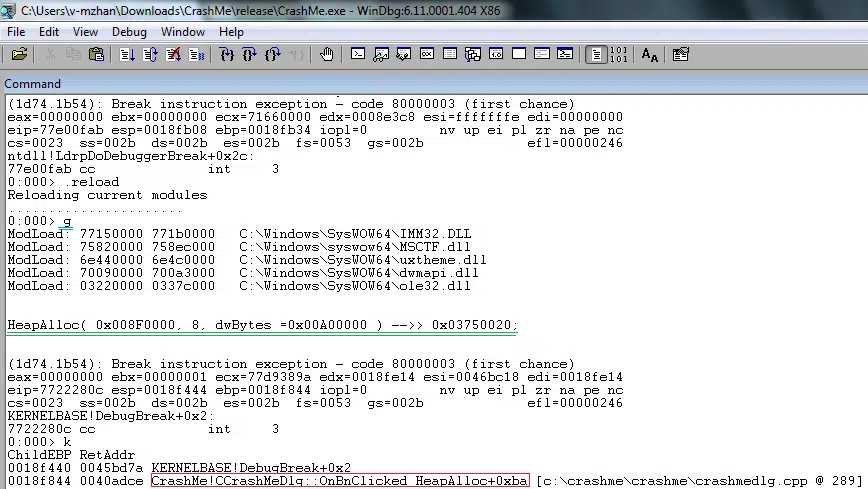 C:\Users\v-mzhan\Downloads\CrashMe\release\CrashMe.exe - WinDbg:6.11.0001.404 X86
File Edit View Debug Window Help
Command
(1d74.1b54): Break instruction exception - code 80000003 (first chance)
eax=00000000 ebx=00000000 ecx=71660000 edx=0008e3c8 esi=fffffffe edi=00000000
eip=77e00fab esp=0018fb08 ebp=0018fb34 iopl=0 nv up ei pl zr na pe nc
cs=0023 ss=002b ds=002b es=002b fs=0053 gs=002b efl=00000246
ntdll!LdrpDoDebuggerBreak+0x2c:
77e00fab cc int 3
0:000> .reload
Reloading current modules
......................
0:000> g
ModLoad: 77150000 771b0000 C:\Windows\SysWOW64\IMM32.DLL
ModLoad: 75820000 758ec000 C:\Windows\syswow64\MSCTF.dll
ModLoad: 6e440000 6e4c0000 C:\Windows\SysWOW64\uxtheme.dll
ModLoad: 70090000 700a3000 C:\Windows\SysWOW64\dwmapi.dll
ModLoad: 03220000 0337c000 C:\Windows\SysWOW64\ole32.dll
HeapAlloc( 0x008F0000, 8, dwBytes =0x00A00000 ) -->> 0x03750020;
(1d74.1b54): Break instruction exception - code 80000003 (first chance)
eax=00000000 ebx=00000001 ecx=77d9389a edx=0018fe14 esi=0046bc18 edi=0018fe14
eip=7722280c esp=0018f444 ebp=0018f844 iopl=0 nv up ei pl zr na pe nc
cs=0023 ss=002b ds=002b es=002b fs=0053 gs=002b efl=00000246
KERNELBASE!DebugBreak+0x2:
7722280c cc int 3
0:000> k
ChildEBP RetAddr
0018f440 0045bd7a KERNELBASE!DebugBreak+0x2
0018f844 0040adce CrashMe!CCrashMeDlg::OnBnClicked_HeapAlloc+0xba [c:\crashme\crashme\crashmedlg.cpp @ 289]